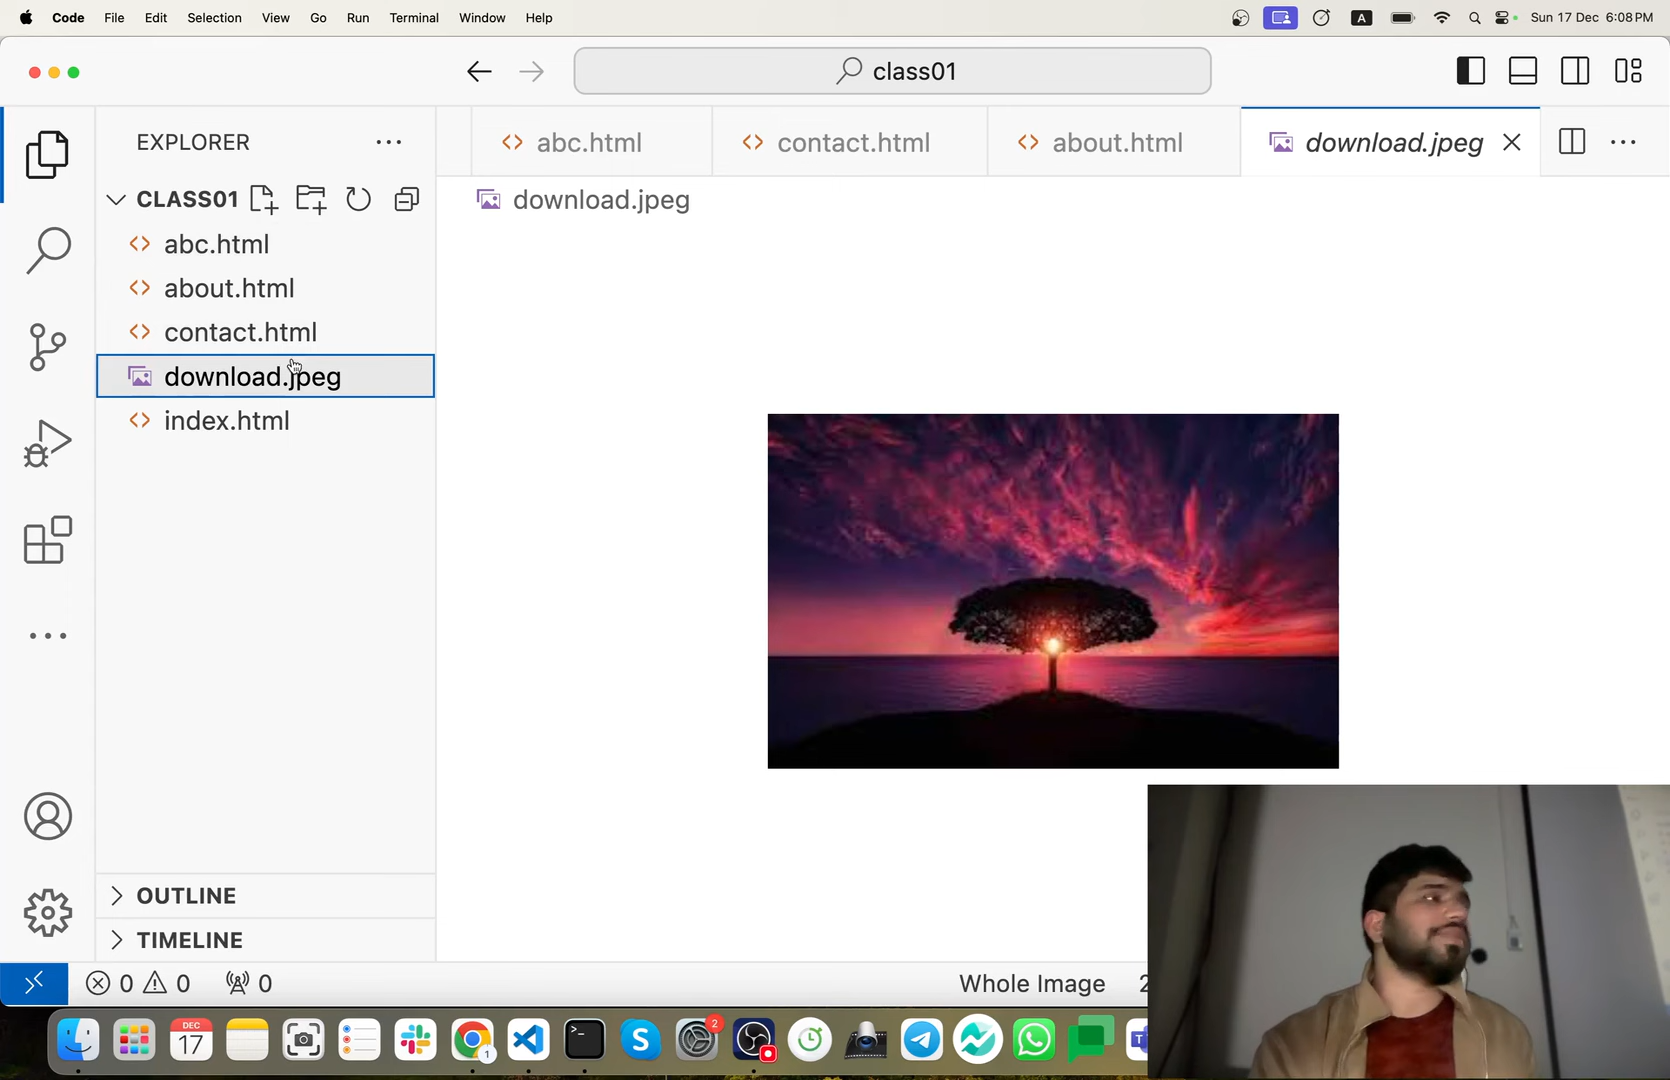 Code File Edit Selection View Go Run Terminal Window Help A Sun 17 Dec 6:08 PM
class01
EXPLORER ...
abc.html contact.html about.html download.jpeg
CLASS01
download.jpeg
abc.html
about.html
contact.html
download.jpeg
index.html
OUTLINE
TIMELINE
0 0 0 Whole Image
DEC
17
1
2